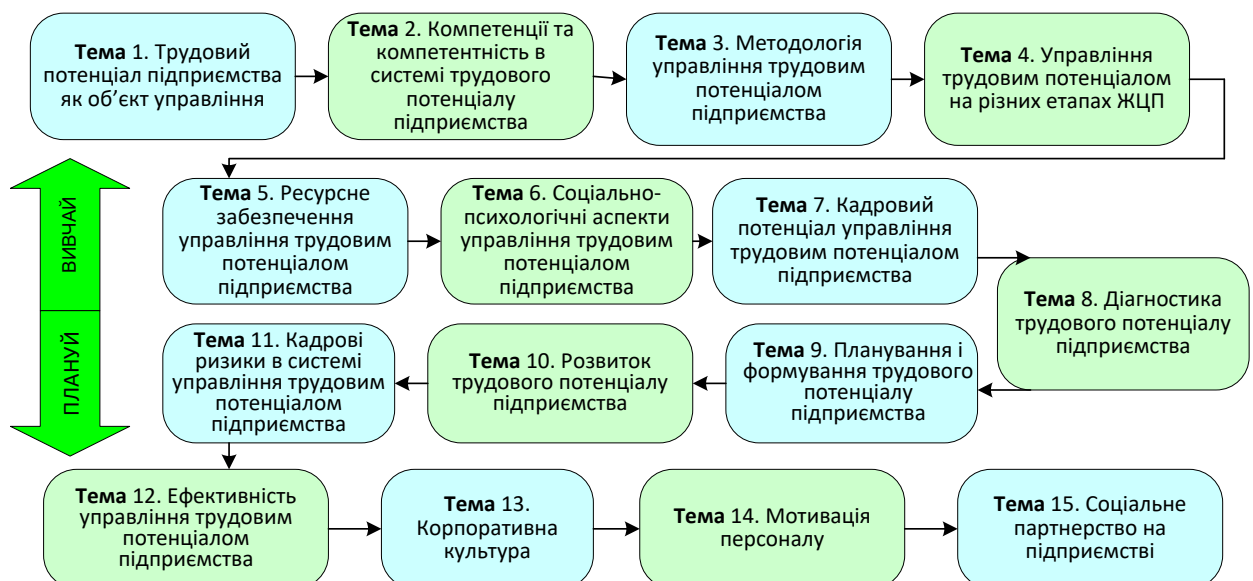 Тема 1. Трудовий
потенціал підприємства
як об’єкт управління
Тема 2. Компетенції та
компетентність в
системі трудового
потенціалу
підприємства
Тема 3. Методологія
управління трудовим
потенціалом
підприємства
Тема 4. Управління
трудовим потенціалом
на різних етапах ЖЦП
ВИВЧАЙ
ПЛАНУЙ
Тема 5. Ресурсне
забезпечення
управління трудовим
потенціалом
підприємства
Тема 6. Соціально-
психологічні аспекти
управління трудовим
потенціалом
підприємства
Тема 7. Кадровий
потенціал управління
трудовим потенціалом
підприємства
Тема 8. Діагностика
трудового потенціалу
підприємства
Тема 9. Планування і
формування трудового
потенціалу
підприємства
Тема 10. Розвиток
трудового потенціалу
підприємства
Тема 11. Кадрові
ризики в системі
управління трудовим
потенціалом
підприємства
Тема 12. Ефективність
управління трудовим
потенціалом
підприємства
Тема 13.
Корпоративна
культура
Тема 14. Мотивація
персоналу
Тема 15. Соціальне
партнерство на
підприємстві